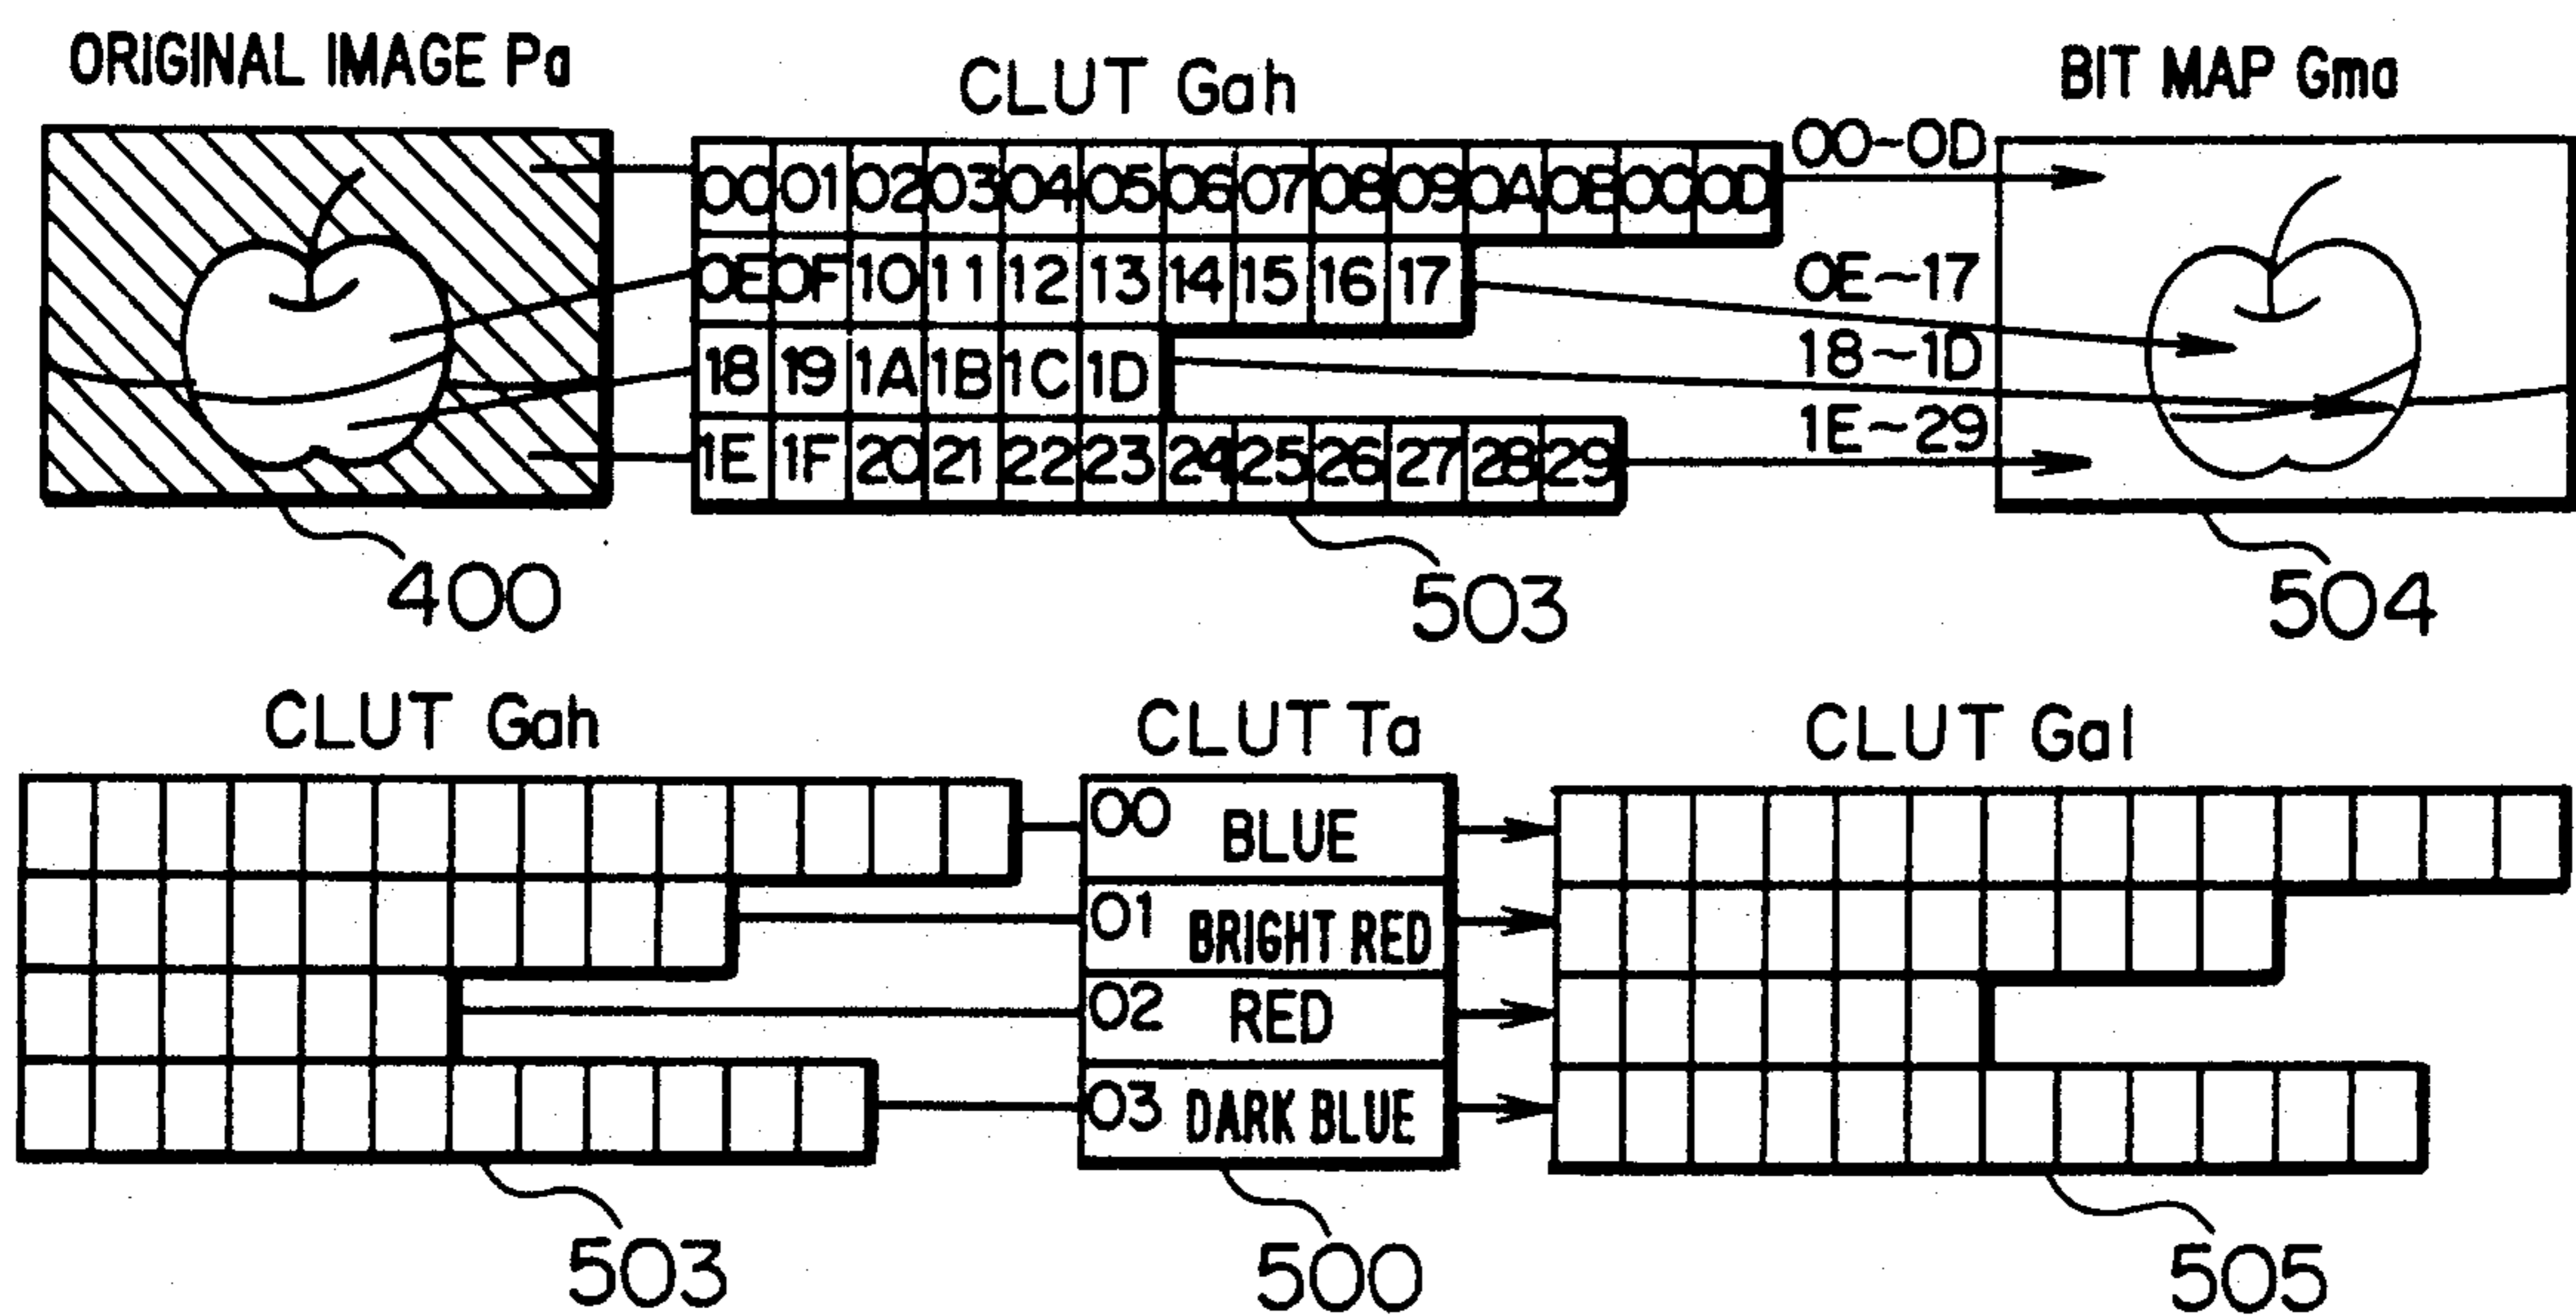 ORIGINAL IMAGE Pa
CLUT Gah
BIT MAP Gma
00 01 02 03 04 05 06 07 08 09 0A 0B 0C 0D
0E 0F 10 11 12 13 14 15 16 17
18 19 1A 1B 1C 1D
1E 1F 20 21 22 23 24 25 26 27 28 29
00~0D
0E~17
18~1D
1E~29
400
503
504
CLUT Gah
CLUT Ta
CLUT Gal
00 BLUE
01 BRIGHT RED
02 RED
03 DARK BLUE
503
500
505